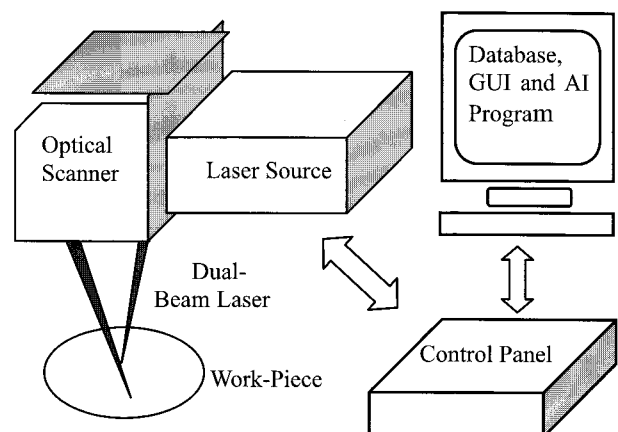 Database,
GUI and AI
Program
Optical
Scanner
Laser Source
Dual-
Beam Laser
Work-Piece
Control Panel